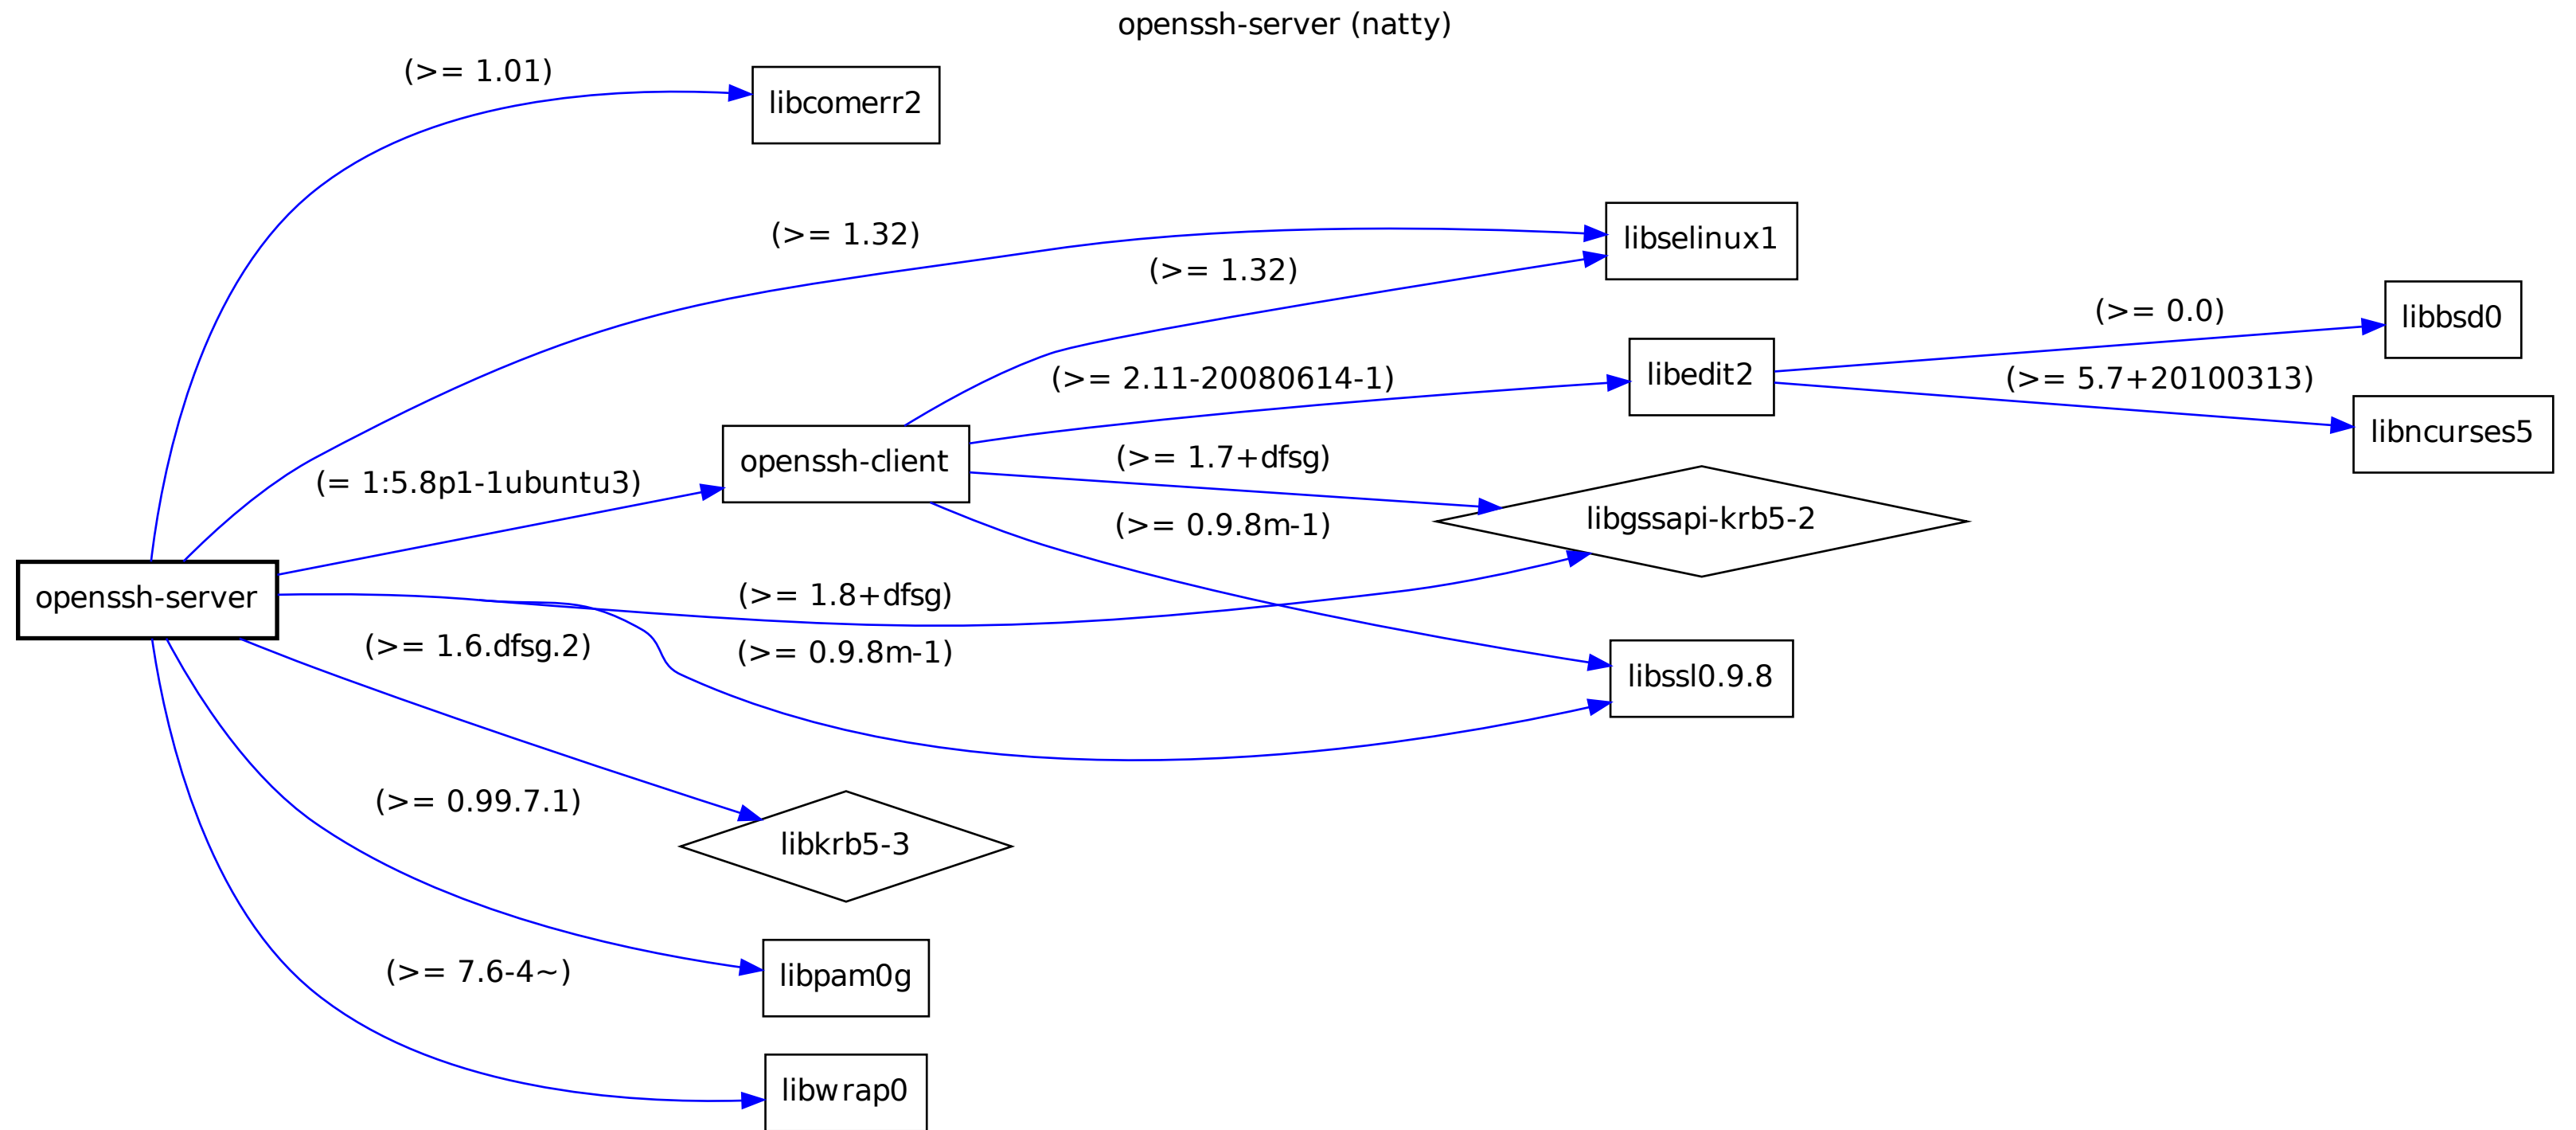 openssh-server (natty)
(>= 1.01)
libcomerr2
(>= 1.32)
libselinux1
(>= 1.32)
(>= 0.0)
libbsd0
(>= 2.11-20080614-1)
libedit2
(>= 5.7+20100313)
libncurses5
(= 1:5.8p1-1ubuntu3)
openssh-client
(>= 1.7+dfsg)
libgssapi-krb5-2
(>= 0.9.8m-1)
openssh-server
(>= 1.8+dfsg)
(>= 1.6.dfsg.2)
(>= 0.9.8m-1)
libssl0.9.8
(>= 0.99.7.1)
libkrb5-3
(>= 7.6-4~)
libpam0g
libwrap0